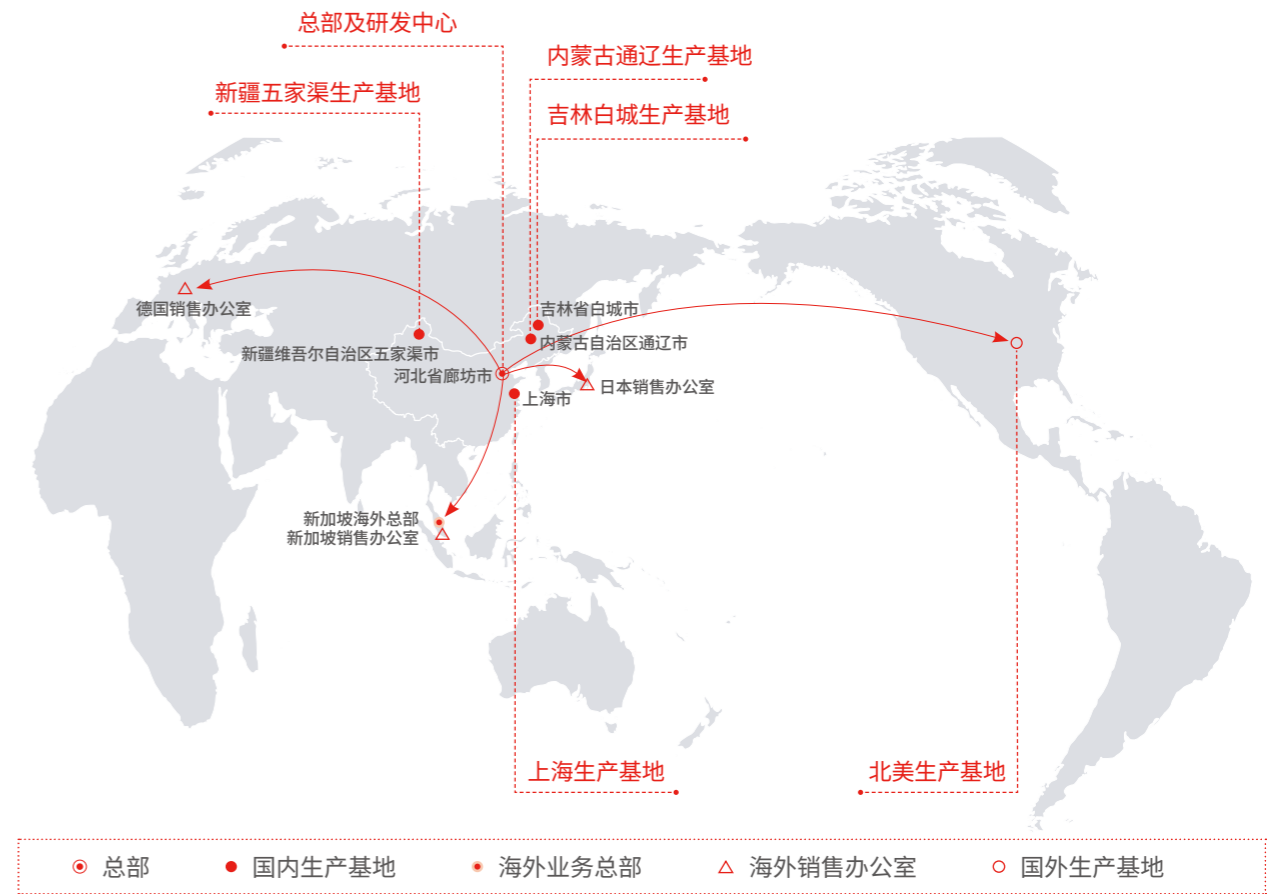 总部及研发中心
内蒙古通辽生产基地
新疆五家渠生产基地
吉林白城生产基地
德国销售办公室
吉林省白城市
内蒙古自治区通辽市
新疆维吾尔自治区五家渠市
河北省廊坊市
日本销售办公室
上海市
新加坡海外总部
新加坡销售办公室
上海生产基地
北美生产基地
总部
国内生产基地
海外业务总部
海外销售办公室
国外生产基地